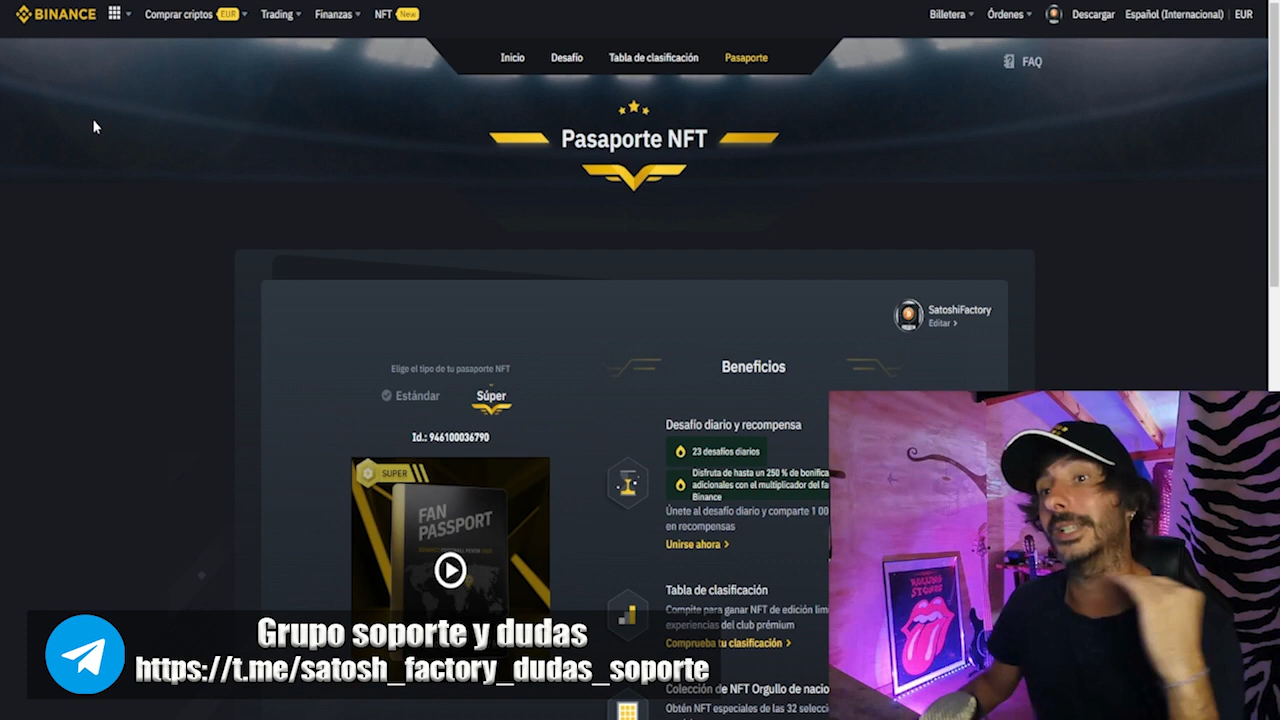 BINANCE
Comprar criptos EUR
Trading
Finanzas
NFT New
Billetera
Órdenes
Descargar
Español (Internacional)
EUR
Inicio
Desafío
Tabla de clasificación
Pasaporte
FAQ
Pasaporte NFT
SatoshiFactory
Editar >
Elige el tipo de tu pasaporte NFT
Estándar
Súper
Id.: 946100036790
SUPER
FAN
PASSPORT
Beneficios
Desafío diario y recompensa
23 desafíos diarios
Disfruta de hasta un 250 % de bonifica
adicionales con el multiplicador del fa
Binance
Únete al desafío diario y comparte 1 00
en recompensas
Unirse ahora >
Tabla de clasificación
Compite para ganar NFT de edición lim
experiencias del club prémium
Comprueba tu clasificación >
Colección de NFT Orgullo de nacio
Obtén NFT especiales de las 32 selecci
ROLLING
STONES
Grupo soporte y dudas
https://t.me/satosh_factory_dudas_soporte